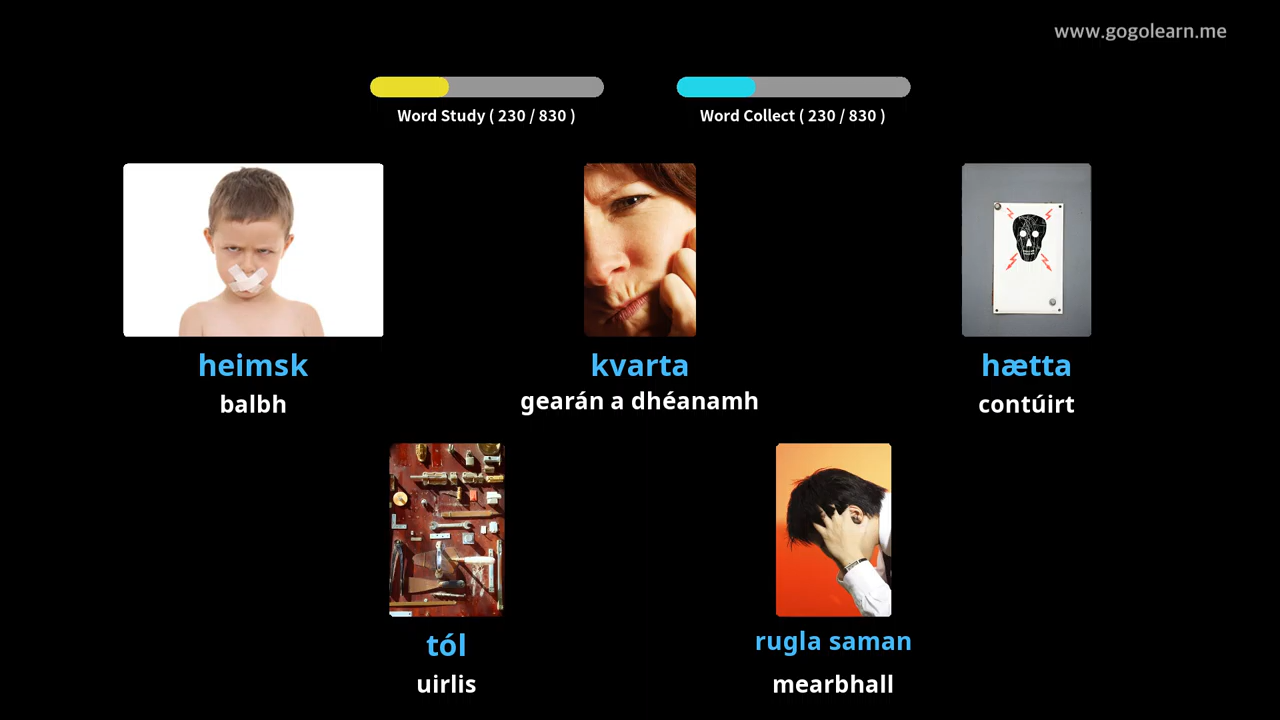 www.gogolearn.me
Word Study ( 230 / 830 )
Word Collect ( 230 / 830 )
heimsk
balbh
kvarta
gearán a dhéanamh
hætta
contúirt
tól
uirlis
rugla saman
mearbhall